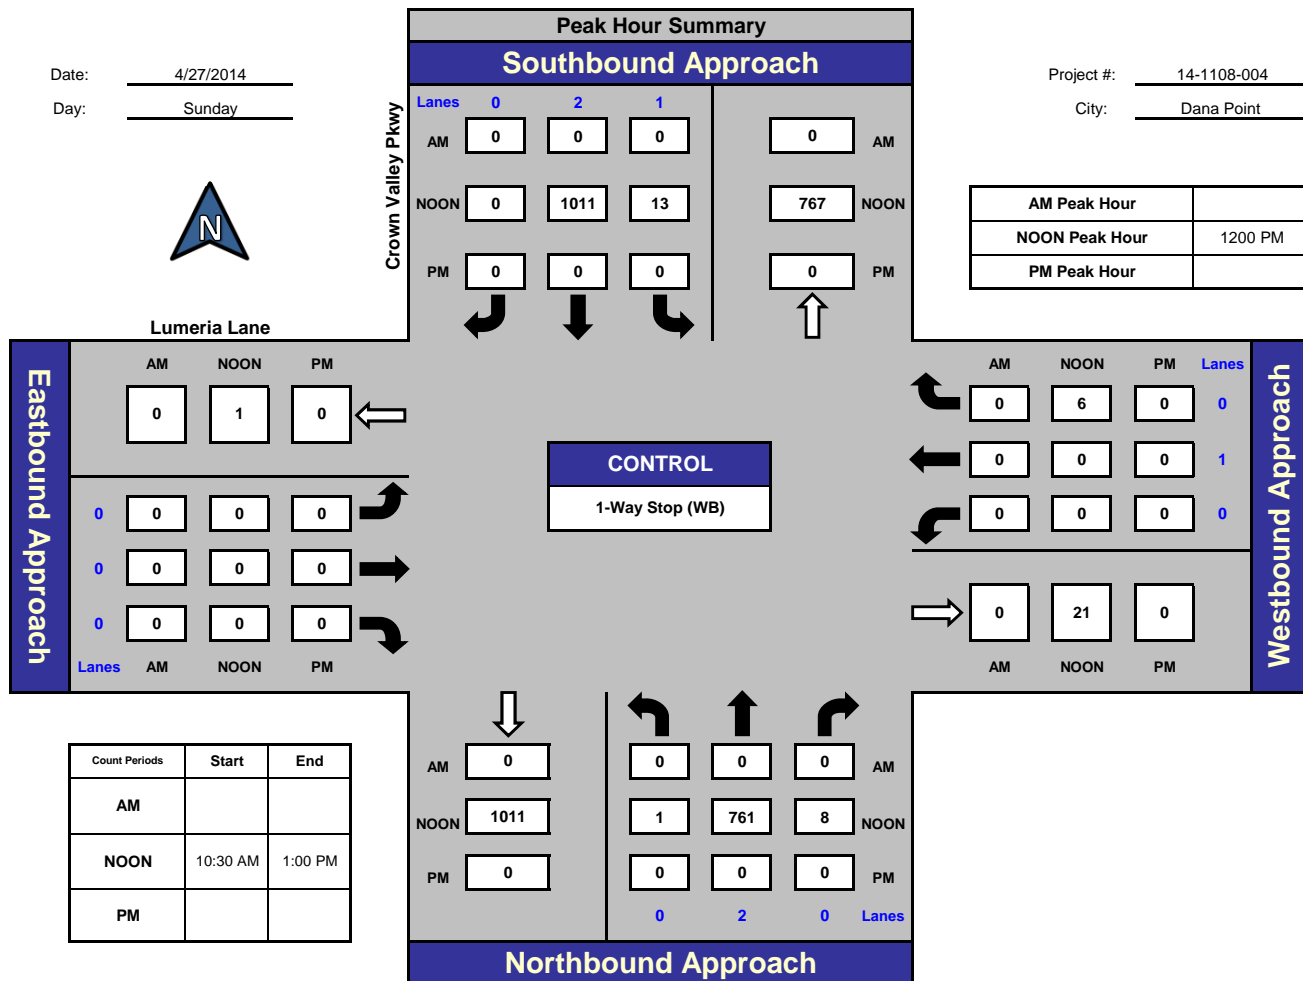 Peak Hour Summary
Southbound Approach
Date: 4/27/2014
Day: Sunday
Project #: 14-1108-004
City: Dana Point
N
Crown Valley Pkwy
Lanes 0 2 1
AM 0 0 0 0 AM
NOON 0 1011 13 767 NOON
PM 0 0 0 0 PM
AM Peak Hour
NOON Peak Hour 1200 PM
PM Peak Hour
Lumeria Lane
Eastbound Approach
AM NOON PM
0 1 0
0 0 0 0
0 0 0 0
0 0 0 0
Lanes AM NOON PM
CONTROL
1-Way Stop (WB)
AM NOON PM Lanes
0 6 0 0
0 0 0 1
0 0 0 0
0 21 0
AM NOON PM
Westbound Approach
Count Periods Start End
AM
NOON 10:30 AM 1:00 PM
PM
AM 0 0 0 0 AM
NOON 1011 1 761 8 NOON
PM 0 0 0 0 PM
0 2 0 Lanes
Northbound Approach